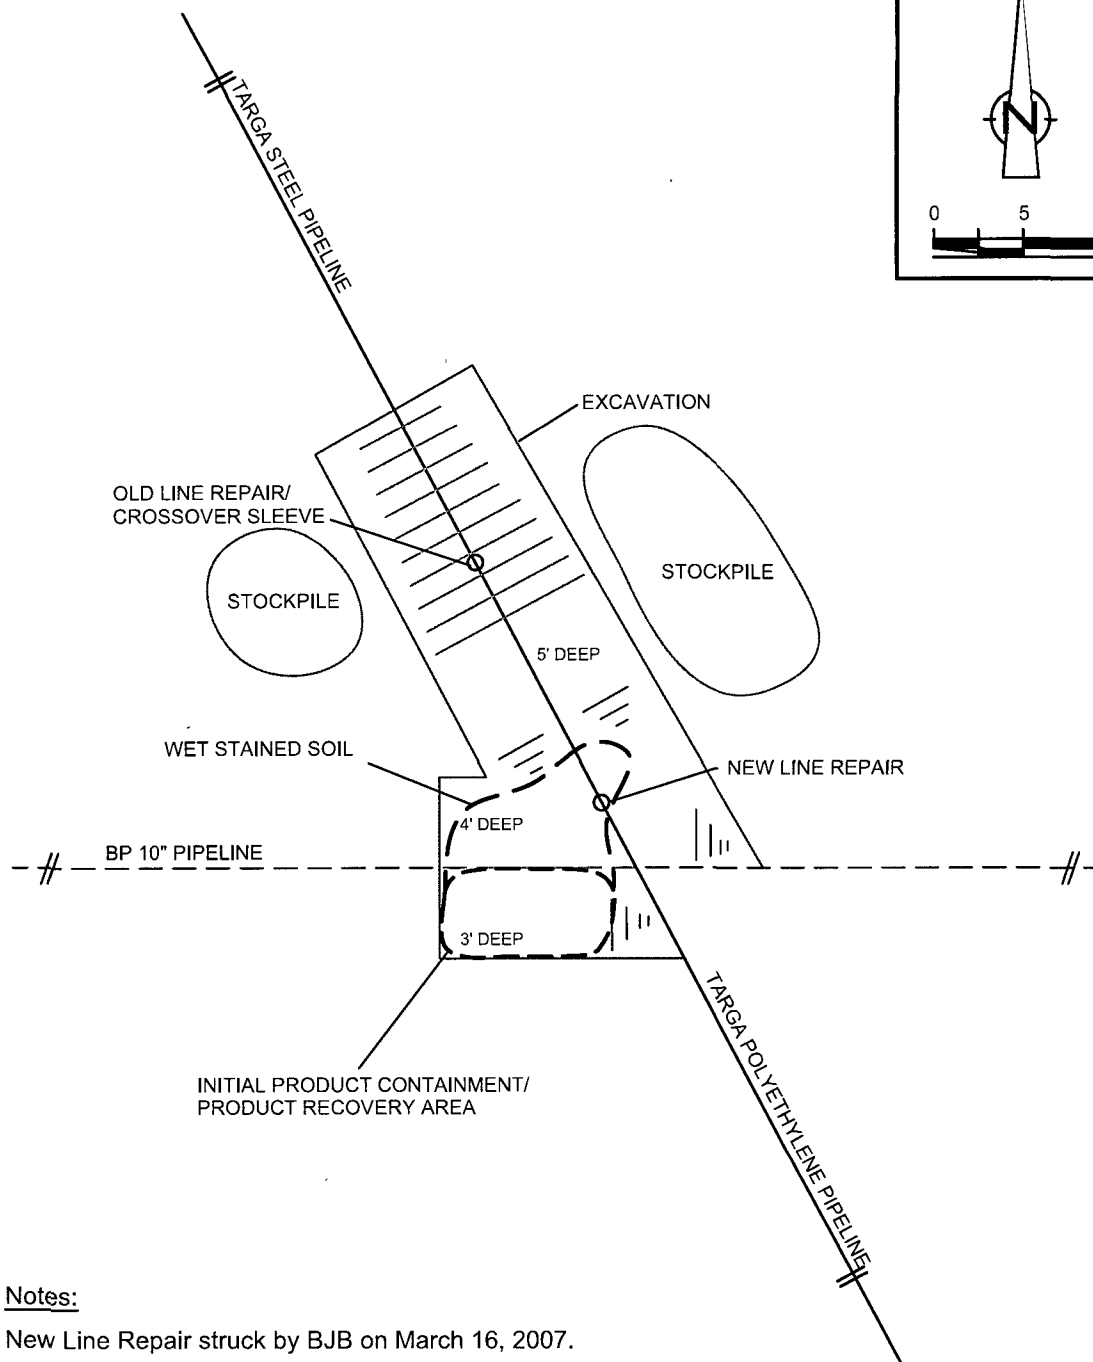 N
0 5
TARGA STEEL PIPELINE
EXCAVATION
OLD LINE REPAIR/
CROSSOVER SLEEVE
STOCKPILE
STOCKPILE
5' DEEP
WET STAINED SOIL
NEW LINE REPAIR
4' DEEP
BP 10" PIPELINE
3' DEEP
TARGA POLYETHYLENE PIPELINE
INITIAL PRODUCT CONTAINMENT/
PRODUCT RECOVERY AREA
Notes:
New Line Repair struck by BJB on March 16, 2007.